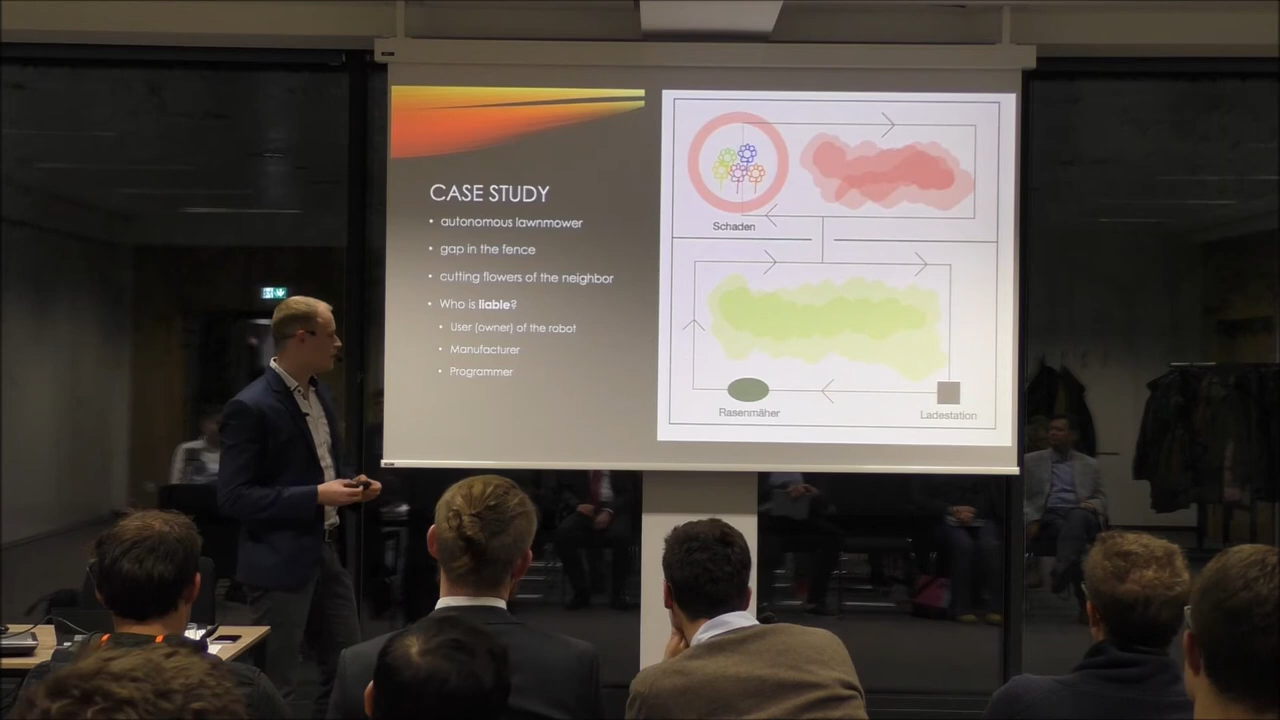 CASE STUDY
autonomous lawnmower
gap in the fence
cutting flowers of the neighbor
Who is liable?
User (owner) of the robot
Manufacturer
Programmer
Schaden
Rasenmäher
Ladestation